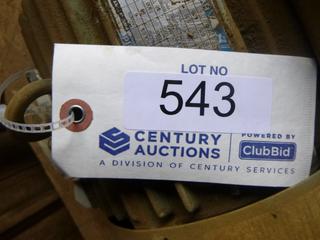 LOT NO
543
CENTURY
AUCTIONS
POWERED BY
ClubBid
A DIVISION OF CENTURY SERVICES